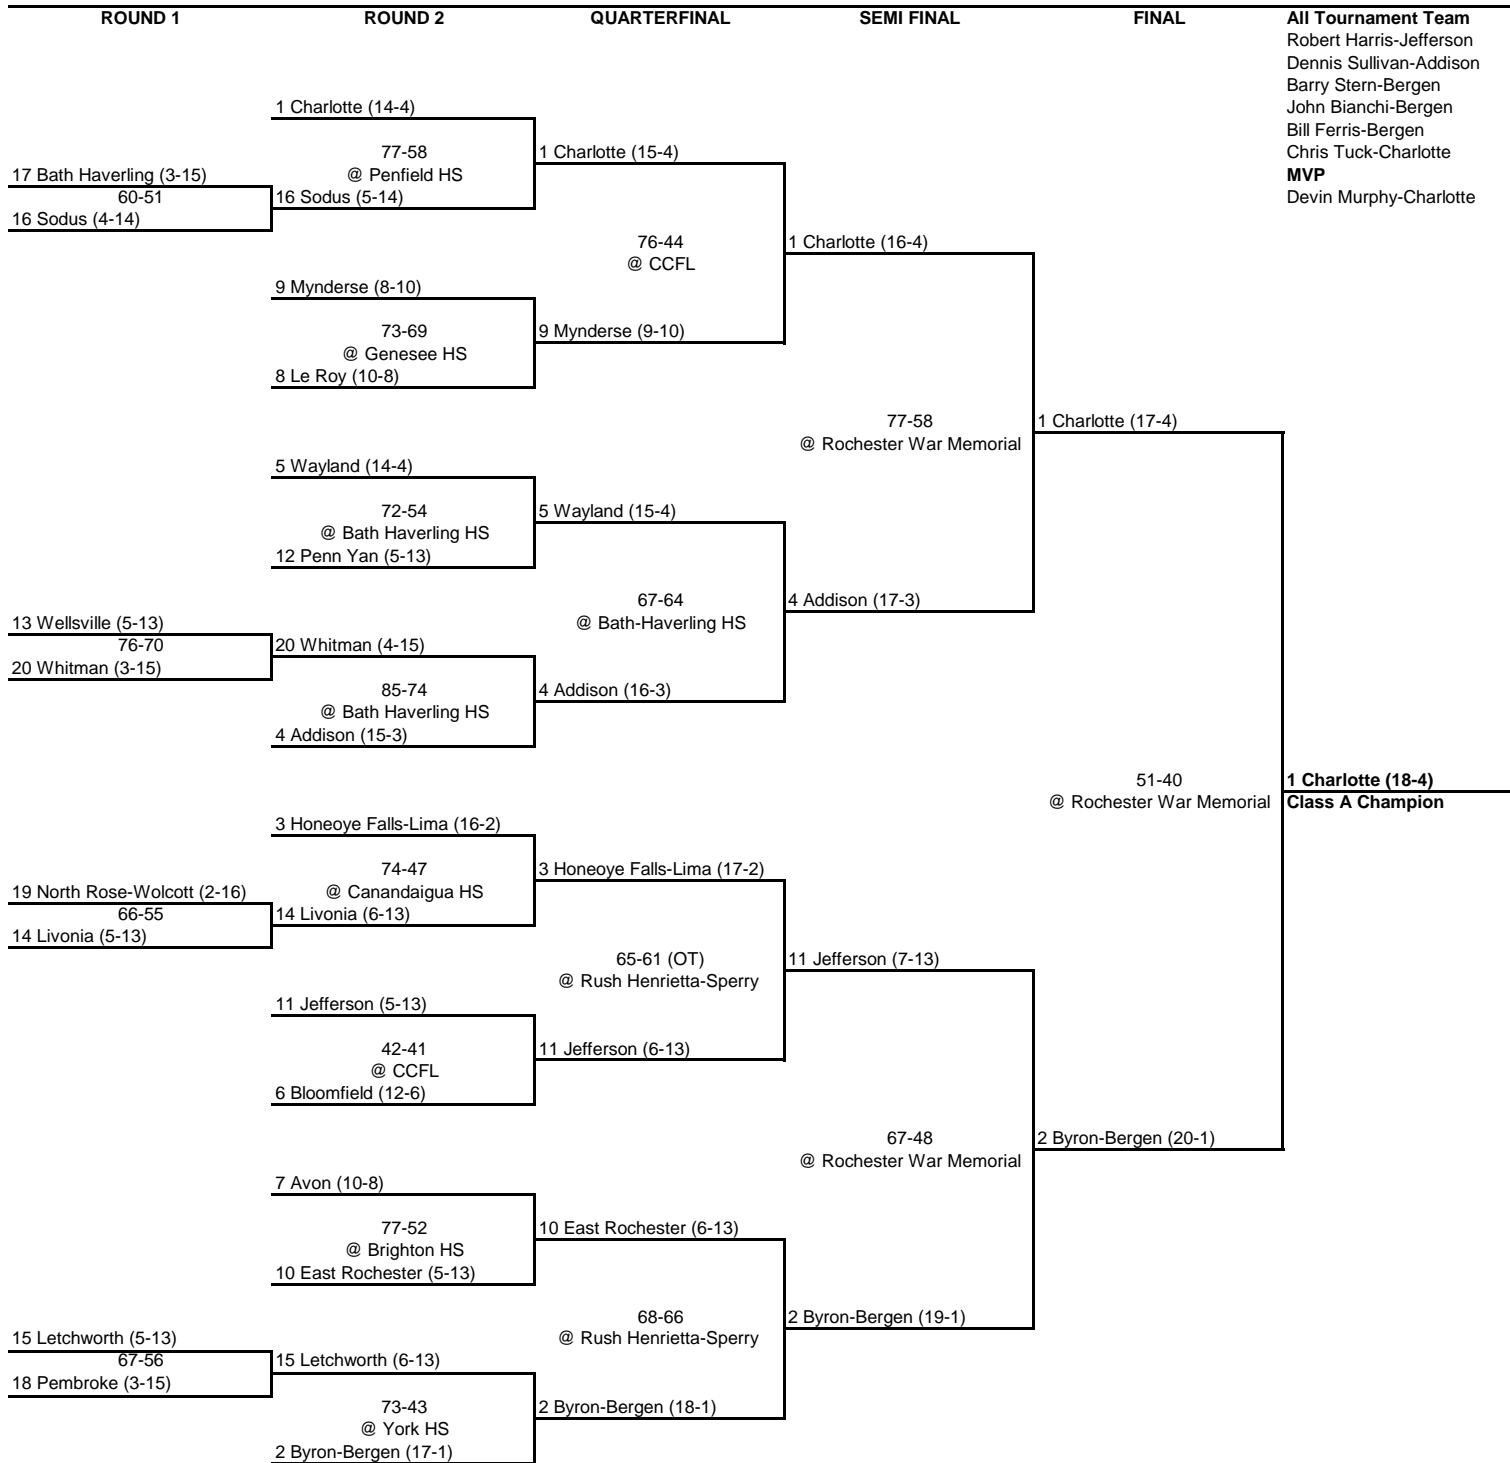 ROUND 1
ROUND 2
QUARTERFINAL
SEMI FINAL
FINAL
All Tournament Team
Robert Harris-Jefferson
Dennis Sullivan-Addison
Barry Stern-Bergen
John Bianchi-Bergen
Bill Ferris-Bergen
Chris Tuck-Charlotte
MVP
Devin Murphy-Charlotte
17 Bath Haverling (3-15)
60-51
16 Sodus (4-14)
13 Wellsville (5-13)
76-70
20 Whitman (3-15)
19 North Rose-Wolcott (2-16)
66-55
14 Livonia (5-13)
15 Letchworth (5-13)
67-56
18 Pembroke (3-15)
1 Charlotte (14-4)
77-58
@ Penfield HS
16 Sodus (5-14)
9 Mynderse (8-10)
73-69
@ Genesee HS
8 Le Roy (10-8)
5 Wayland (14-4)
72-54
@ Bath Haverling HS
12 Penn Yan (5-13)
20 Whitman (4-15)
85-74
@ Bath Haverling HS
4 Addison (15-3)
3 Honeoye Falls-Lima (16-2)
74-47
@ Canandaigua HS
14 Livonia (6-13)
11 Jefferson (5-13)
42-41
@ CCFL
6 Bloomfield (12-6)
7 Avon (10-8)
77-52
@ Brighton HS
10 East Rochester (5-13)
15 Letchworth (6-13)
73-43
@ York HS
2 Byron-Bergen (17-1)
1 Charlotte (15-4)
76-44
@ CCFL
9 Mynderse (9-10)
5 Wayland (15-4)
67-64
@ Bath-Haverling HS
4 Addison (16-3)
3 Honeoye Falls-Lima (17-2)
65-61 (OT)
@ Rush Henrietta-Sperry
11 Jefferson (6-13)
10 East Rochester (6-13)
68-66
@ Rush Henrietta-Sperry
2 Byron-Bergen (18-1)
1 Charlotte (16-4)
77-58
@ Rochester War Memorial
4 Addison (17-3)
11 Jefferson (7-13)
67-48
@ Rochester War Memorial
2 Byron-Bergen (19-1)
1 Charlotte (17-4)
51-40
@ Rochester War Memorial
2 Byron-Bergen (20-1)
1 Charlotte (18-4)
Class A Champion